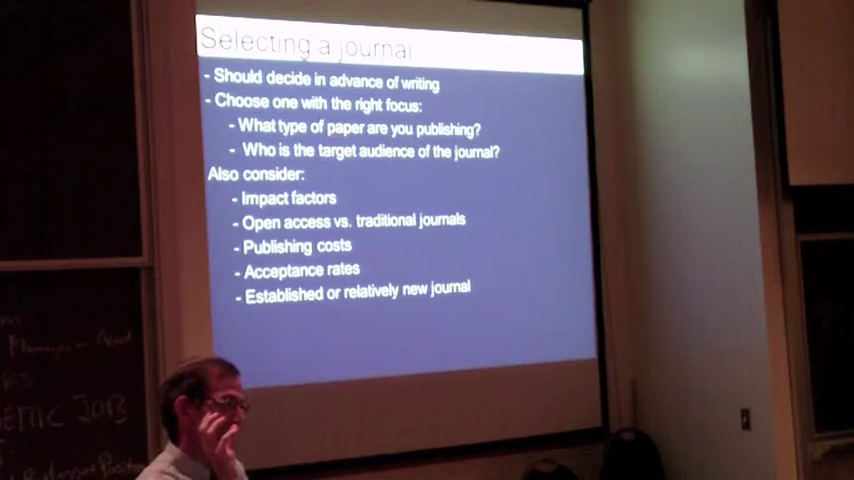 Selecting a journal
- Should decide in advance of writing
- Choose one with the right focus:
- What type of paper are you publishing?
- Who is the target audience of the journal?
Also consider:
- Impact factors
- Open access vs. traditional journals
- Publishing costs
- Acceptance rates
- Established or relatively new journal
JOB